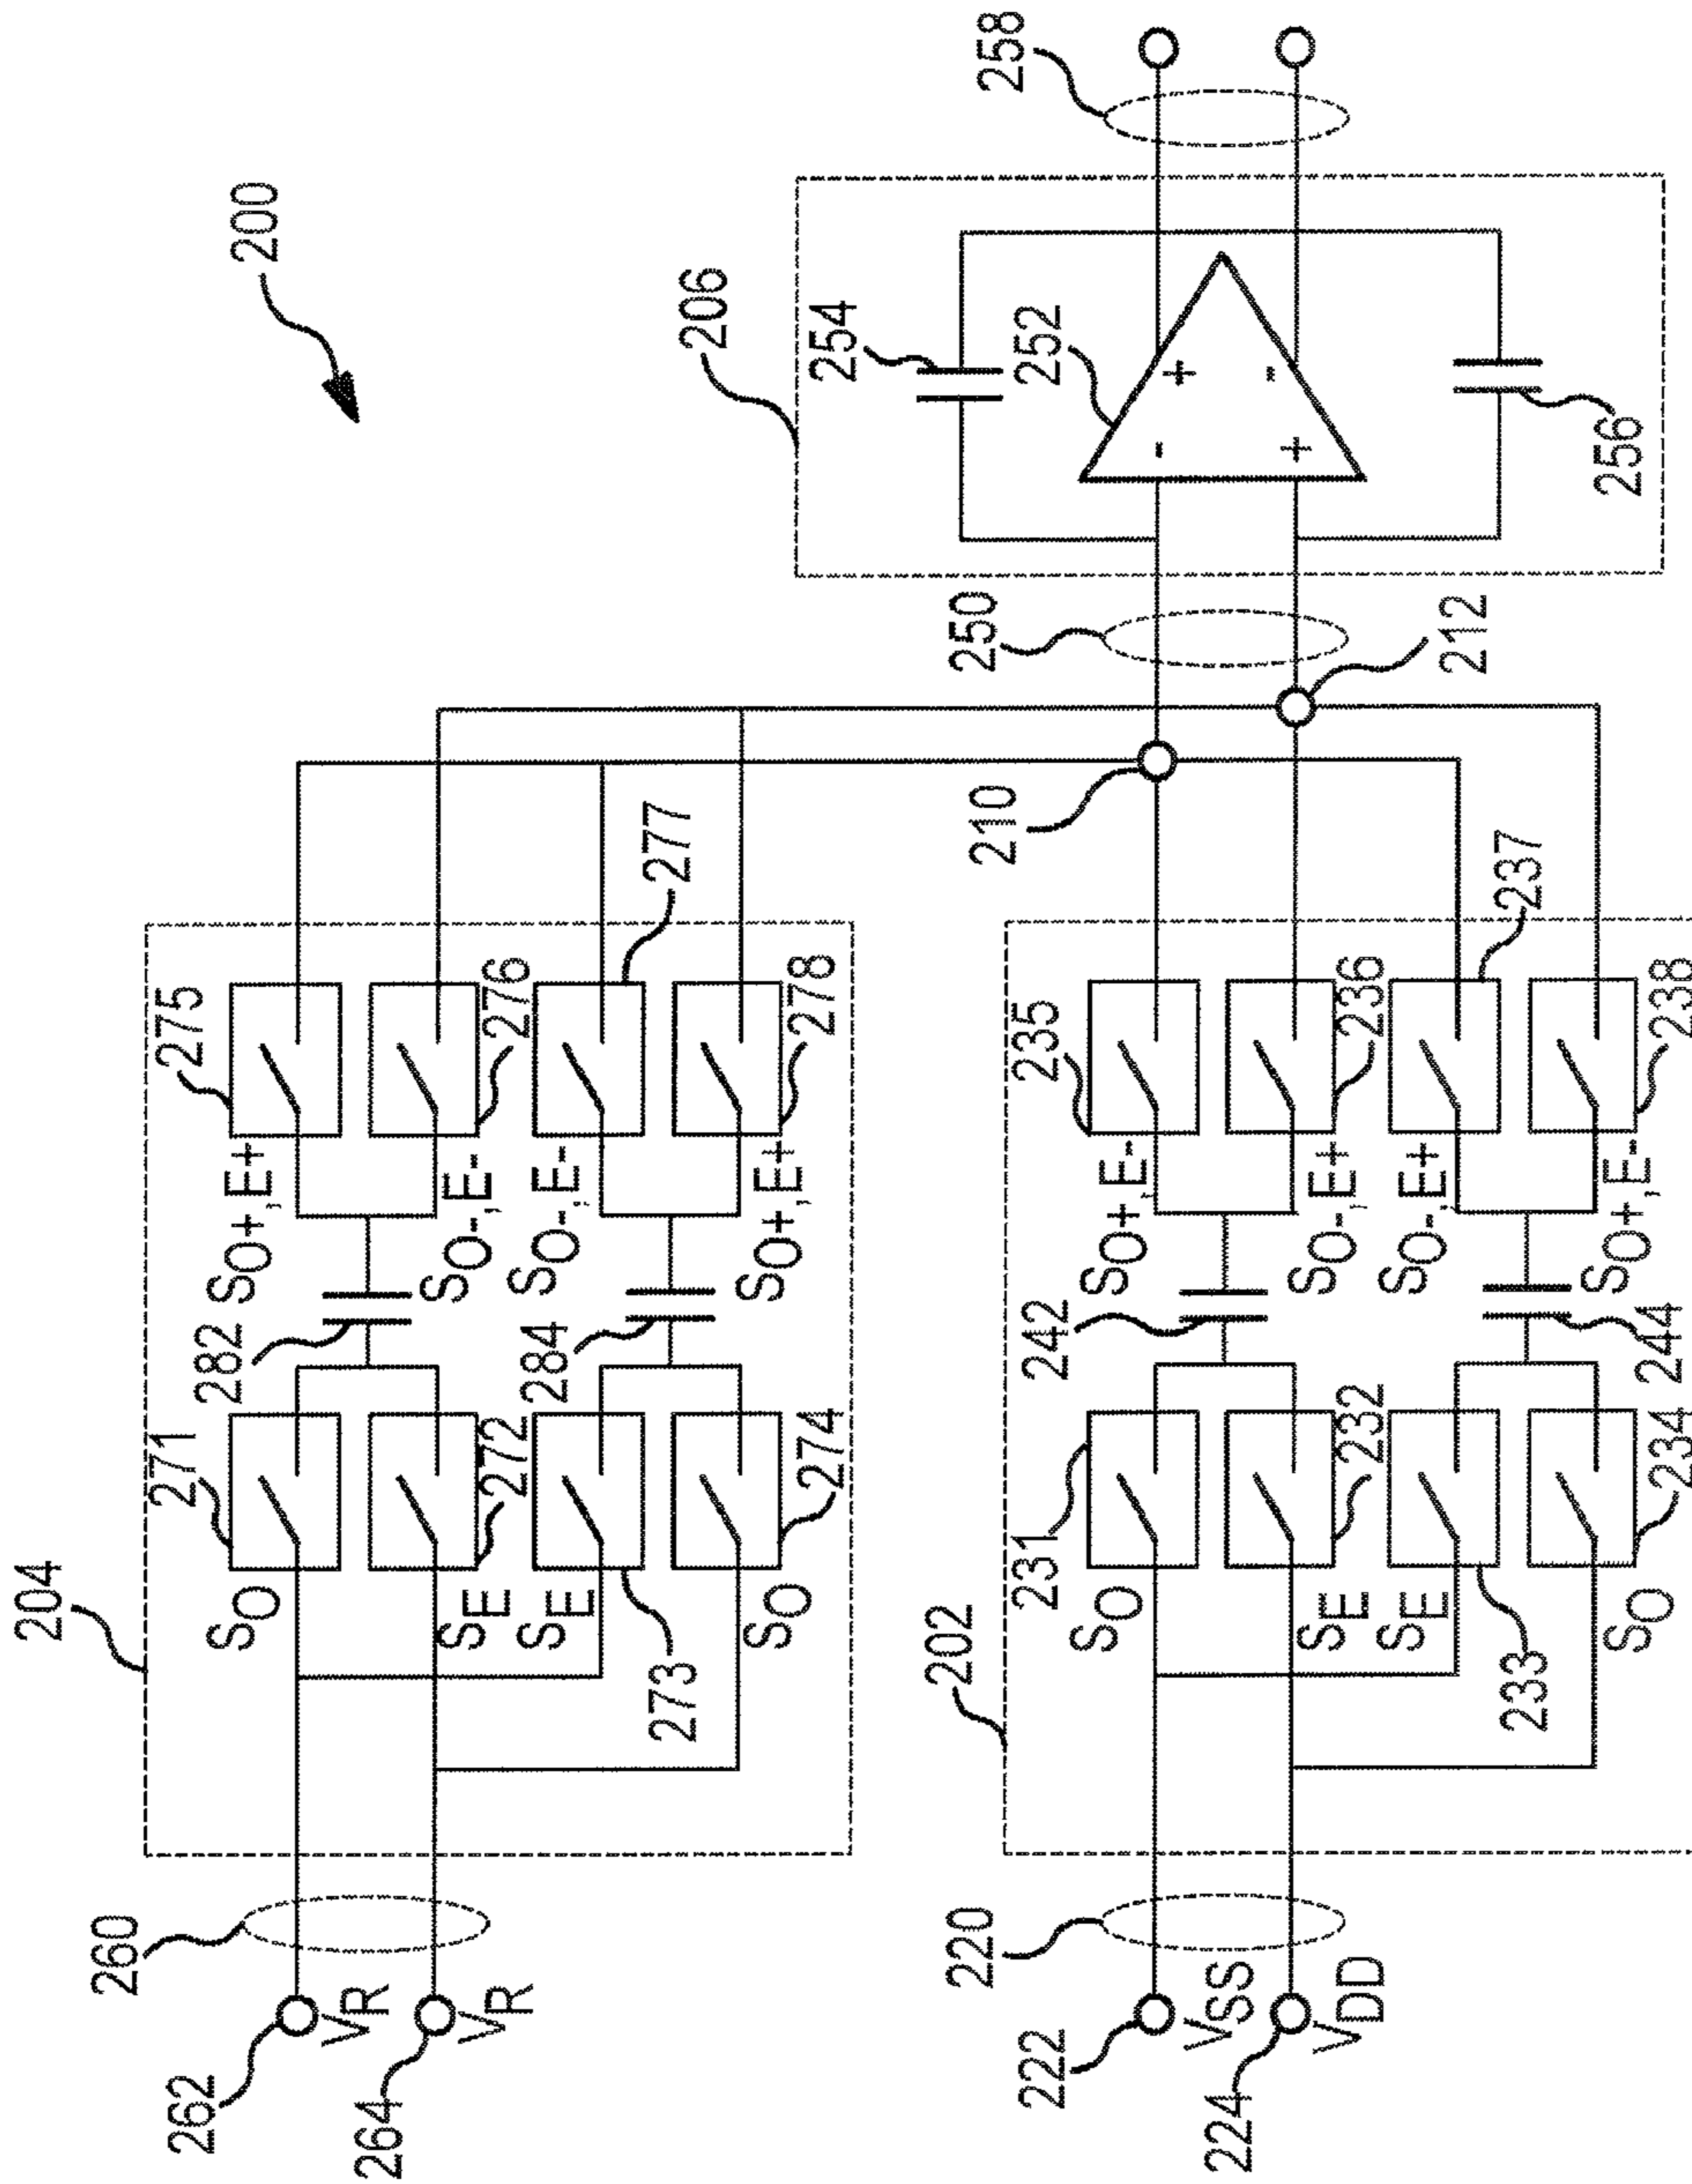 200
204
271
S_O
272
S_E
273
S_E
274
S_O
282
284
275
S_O+,E+
276
S_O-,E-
277
S_O-,E-
278
S_O+,E+
260
262
V_R
264
V_R
206
254
252
-
+
+
-
256
250
258
210
212
202
231
S_O
232
S_E
233
S_E
234
S_O
242
244
235
S_O+,E-
236
S_O-,E+
237
S_O-,E+
238
S_O+,E-
220
222
V_SS
224
V_DD